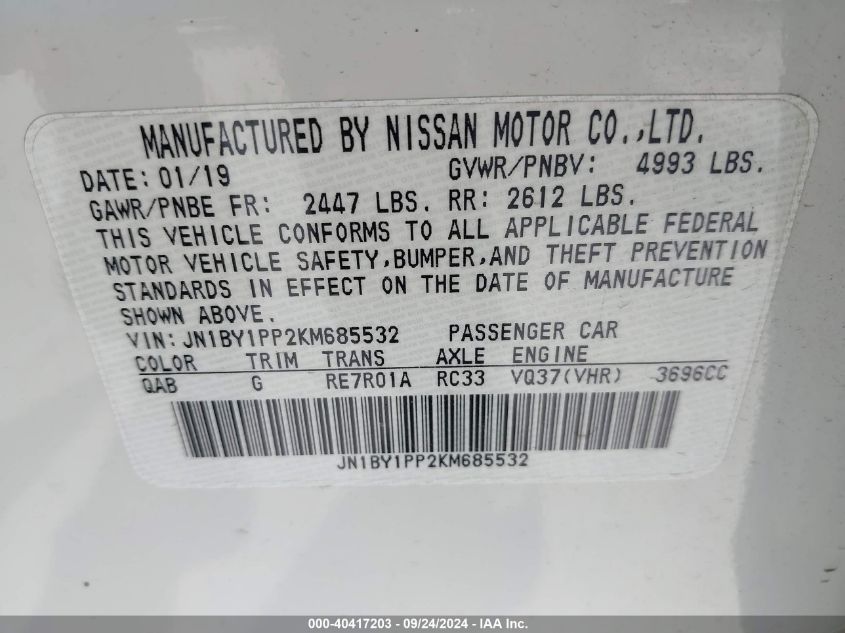 MANUFACTURED BY NISSAN MOTOR CO.,LTD.
DATE: 01/19 GVWR/PNBV: 4993 LBS.
GAWR/PNBE FR: 2447 LBS. RR: 2612 LBS.
THIS VEHICLE CONFORMS TO ALL APPLICABLE FEDERAL
MOTOR VEHICLE SAFETY,BUMPER,AND THEFT PREVENTION
STANDARDS IN EFFECT ON THE DATE OF MANUFACTURE
SHOWN ABOVE.
VIN: JN1BY1PP2KM685532 PASSENGER CAR
COLOR TRIM TRANS AXLE ENGINE
QAB G RE7R01A RC33 VQ37(VHR) 3696CC
JN1BY1PP2KM685532
000-40417203 - 09/24/2024 - IAA Inc.